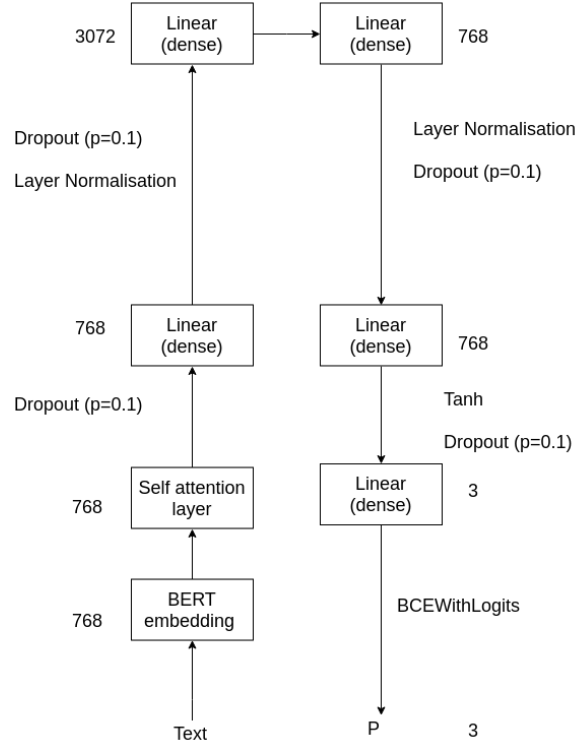 3072
Linear
(dense)
Linear
(dense)
768
Dropout (p=0.1)
Layer Normalisation
Layer Normalisation
Dropout (p=0.1)
768
Linear
(dense)
Linear
(dense)
768
Dropout (p=0.1)
Tanh
Dropout (p=0.1)
768
Self attention
layer
Linear
(dense)
3
768
BERT
embedding
BCEWithLogits
Text
P
3